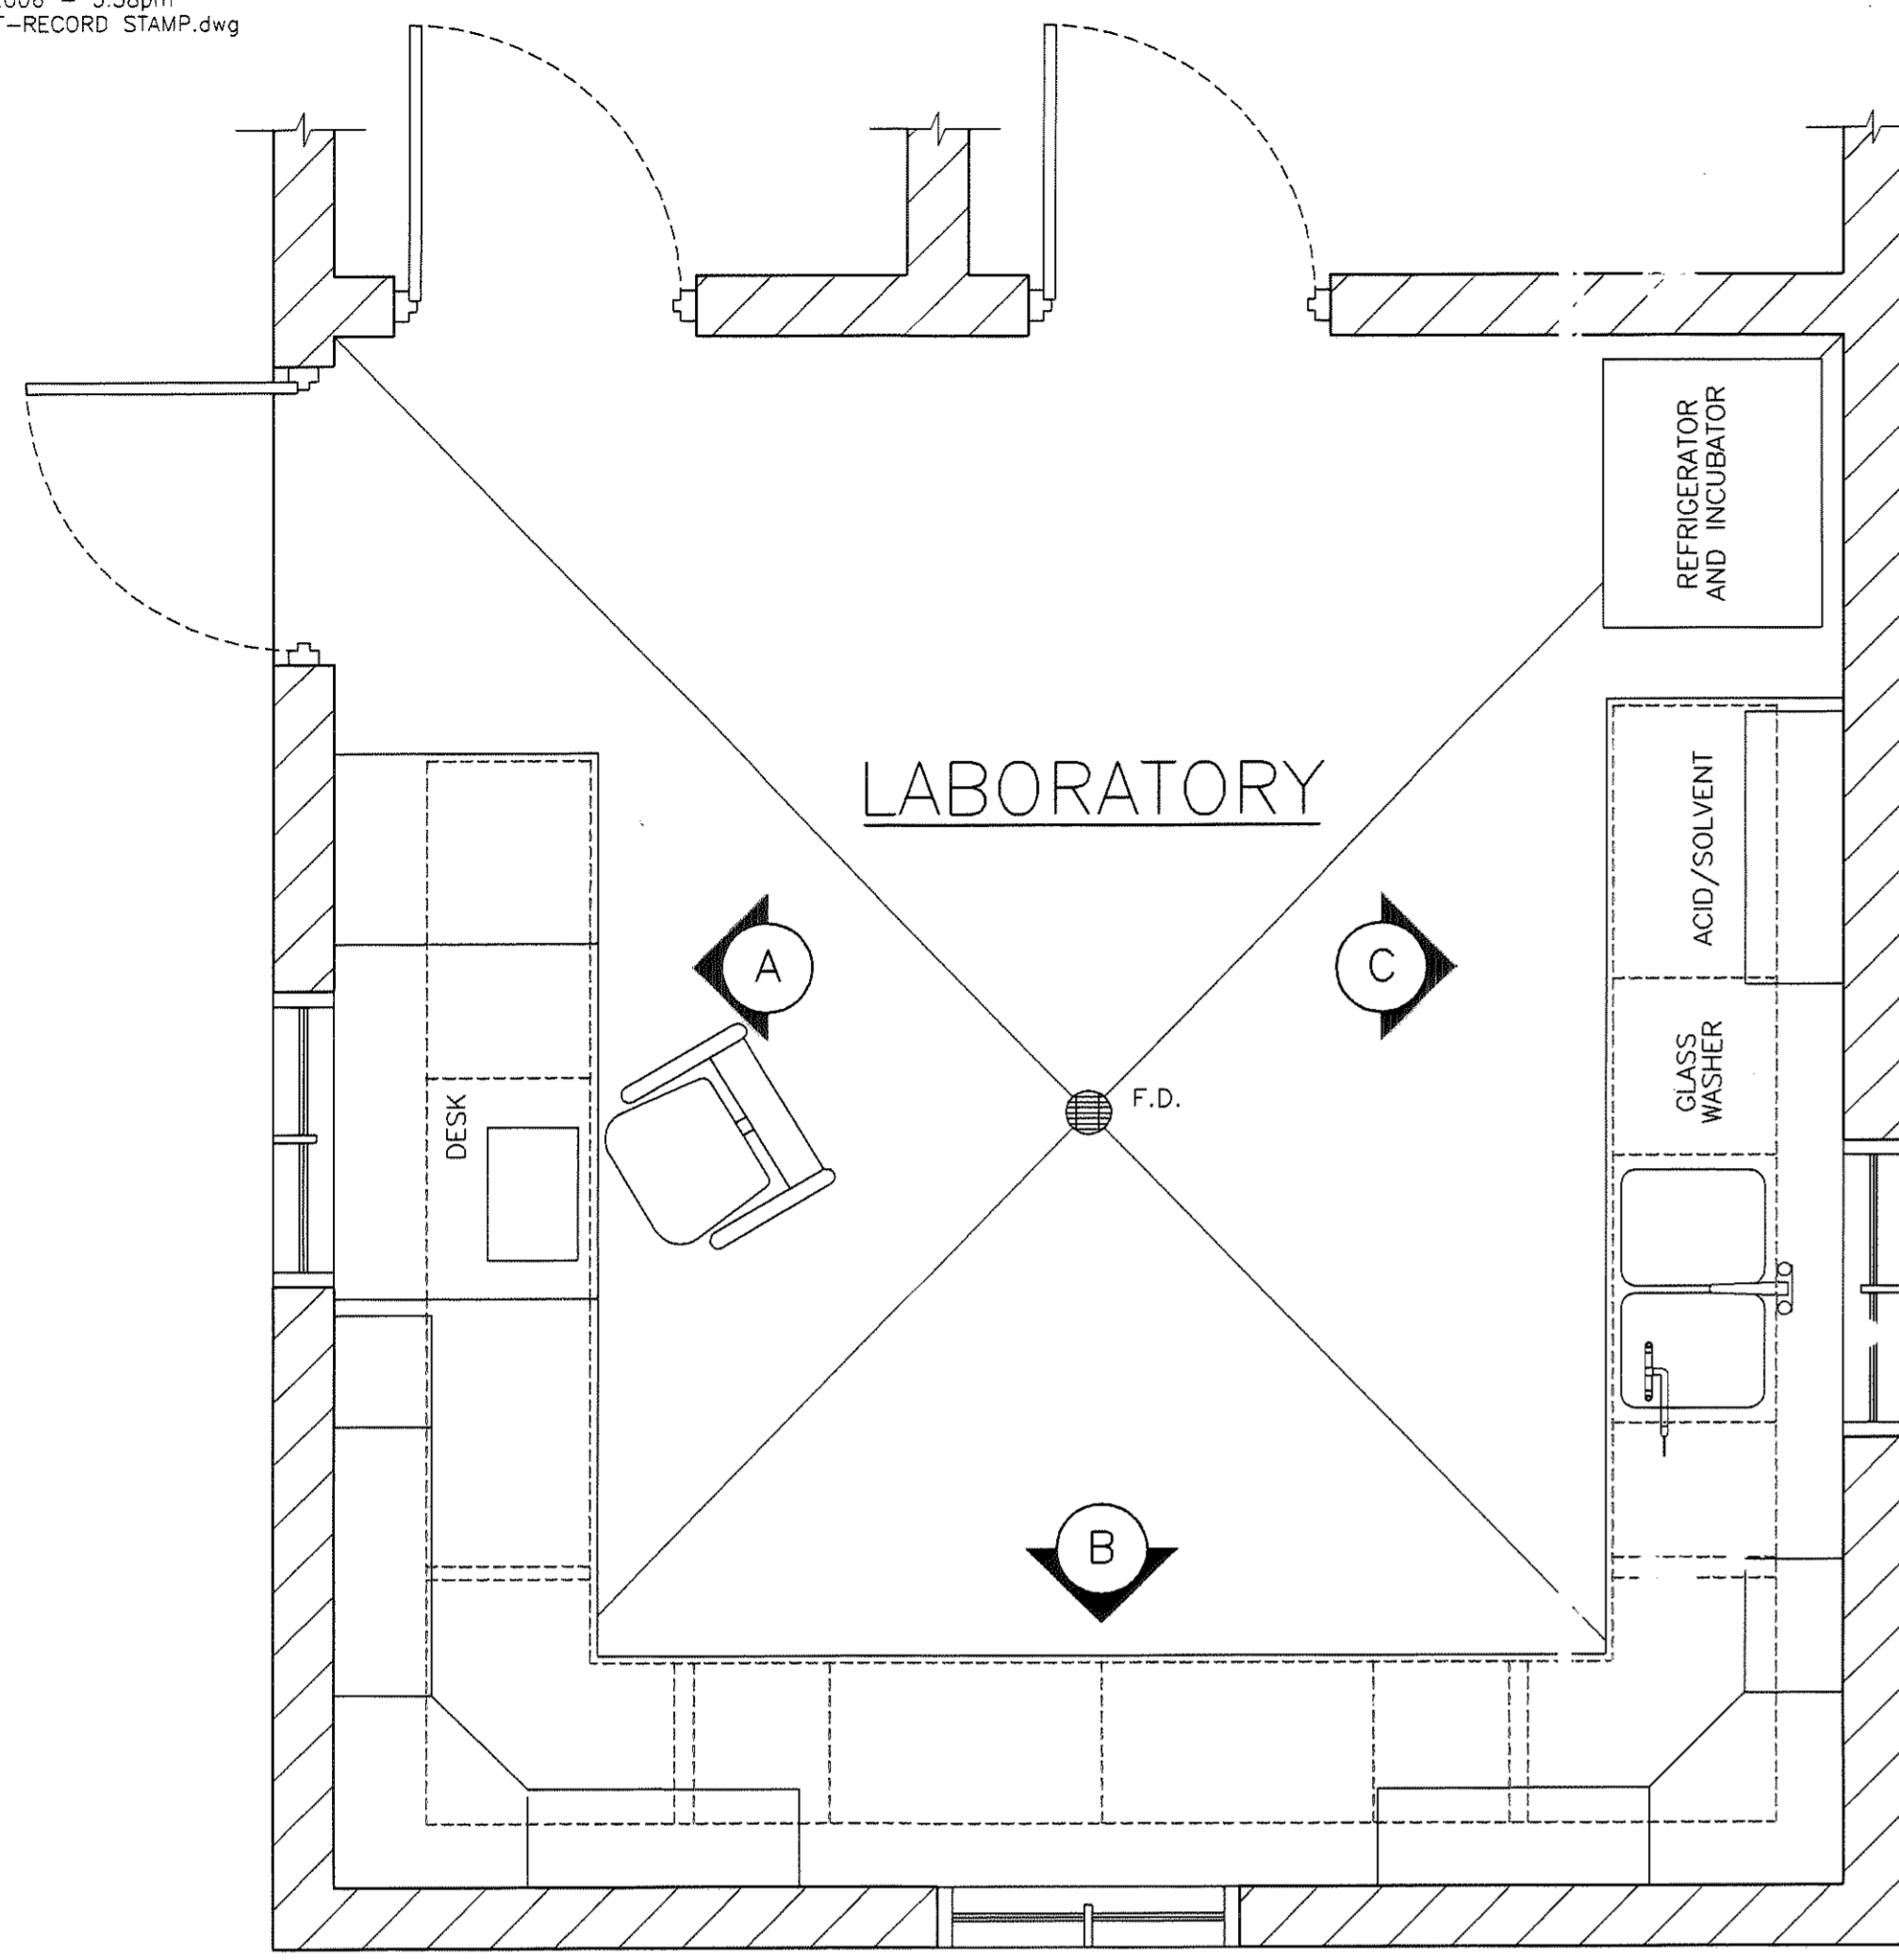 T-RECORD STAMP.dwg
REFRIGERATOR
AND INCUBATOR
LABORATORY
ACID/SOLVENT
A
C
GLASS
WASHER
F.D.
DESK
B